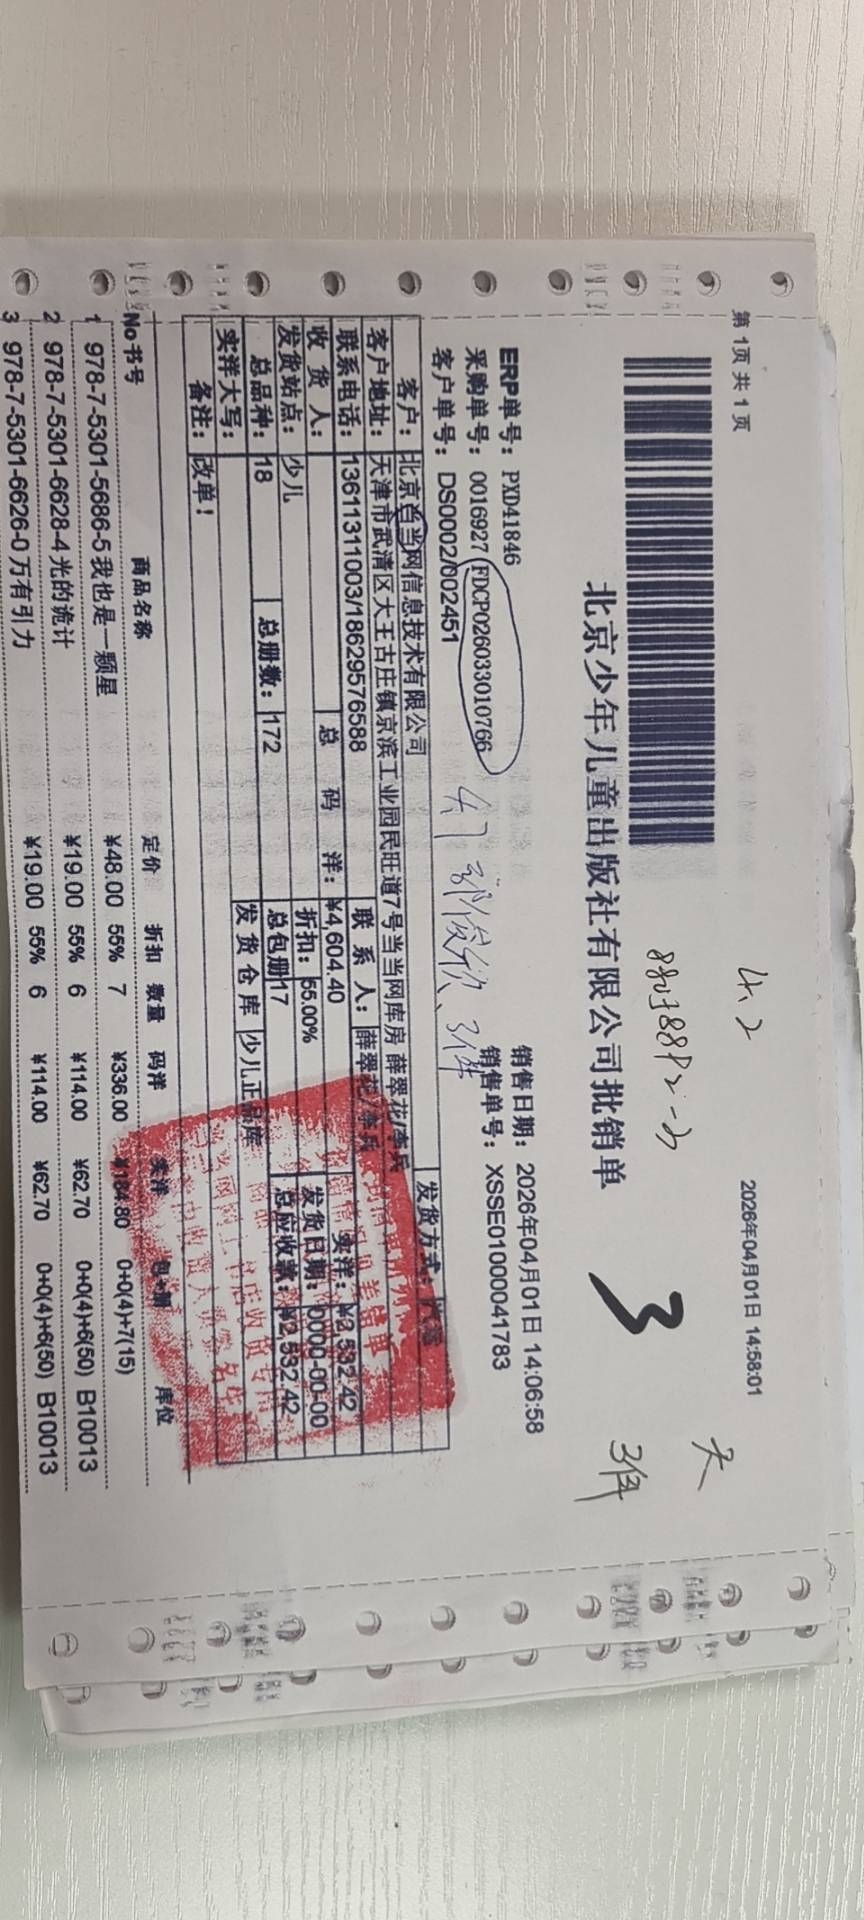 第 1页 共 1 页
2026年04月01日 14:58:01
4.2
天
3件
3
北京少年儿童出版社有限公司批销单
ERP单号: PXD41846
销售日期: 2026年04月01日 14:06:58
采购单号: 0016927 FDCP026033010766
销售单号: XSSE01000041783
客户单号: DS0002/002451
3件
客户: 北京当当网信息技术有限公司
发货方式: 汽运
客户地址: 天津市武清区大王古庄镇京滨工业园民旺道7号当当网库房 薛翠花/李兵
联系电话: 13611311003/18629576588
联系人: 薛翠花/李兵
收货人:
总码洋: ¥4,604.40
实洋: ¥2,532.42
发货站点: 少儿
折扣: 55.00%
发货日期: 0000-00-00
总品种: 18
总册数: 172
总包册 17
总应收款: ¥2,532.42
实洋大写:
发货仓库 少儿正品库
备注: 改单!
No 书号 商品名称 定价 折扣 数量 码洋 实洋 包+册 库位
1 978-7-5301-5686-5 我也是一颗星 ¥48.00 55% 7 ¥336.00 ¥184.80 0+0(4)+7(15)
2 978-7-5301-6628-4 光的诡计 ¥19.00 55% 6 ¥114.00 ¥62.70 0+0(4)+6(50) B10013
3 978-7-5301-6626-0 万有引力 ¥19.00 55% 6 ¥114.00 ¥62.70 0+0(4)+6(50) B10013